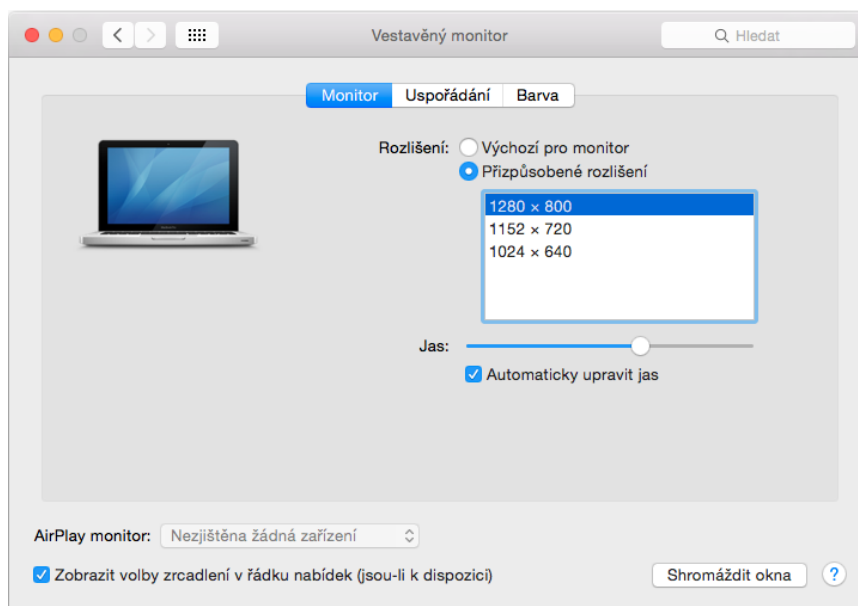 Vestavěný monitor
Hledat
Monitor Uspořádání Barva
Rozlišení: Výchozí pro monitor
Přizpůsobené rozlišení
1280 × 800
1152 × 720
1024 × 640
Jas:
Automaticky upravit jas
AirPlay monitor: Nezjištěna žádná zařízení
Zobrazit volby zrcadlení v řádku nabídek (jsou-li k dispozici)
Shromáždit okna ?